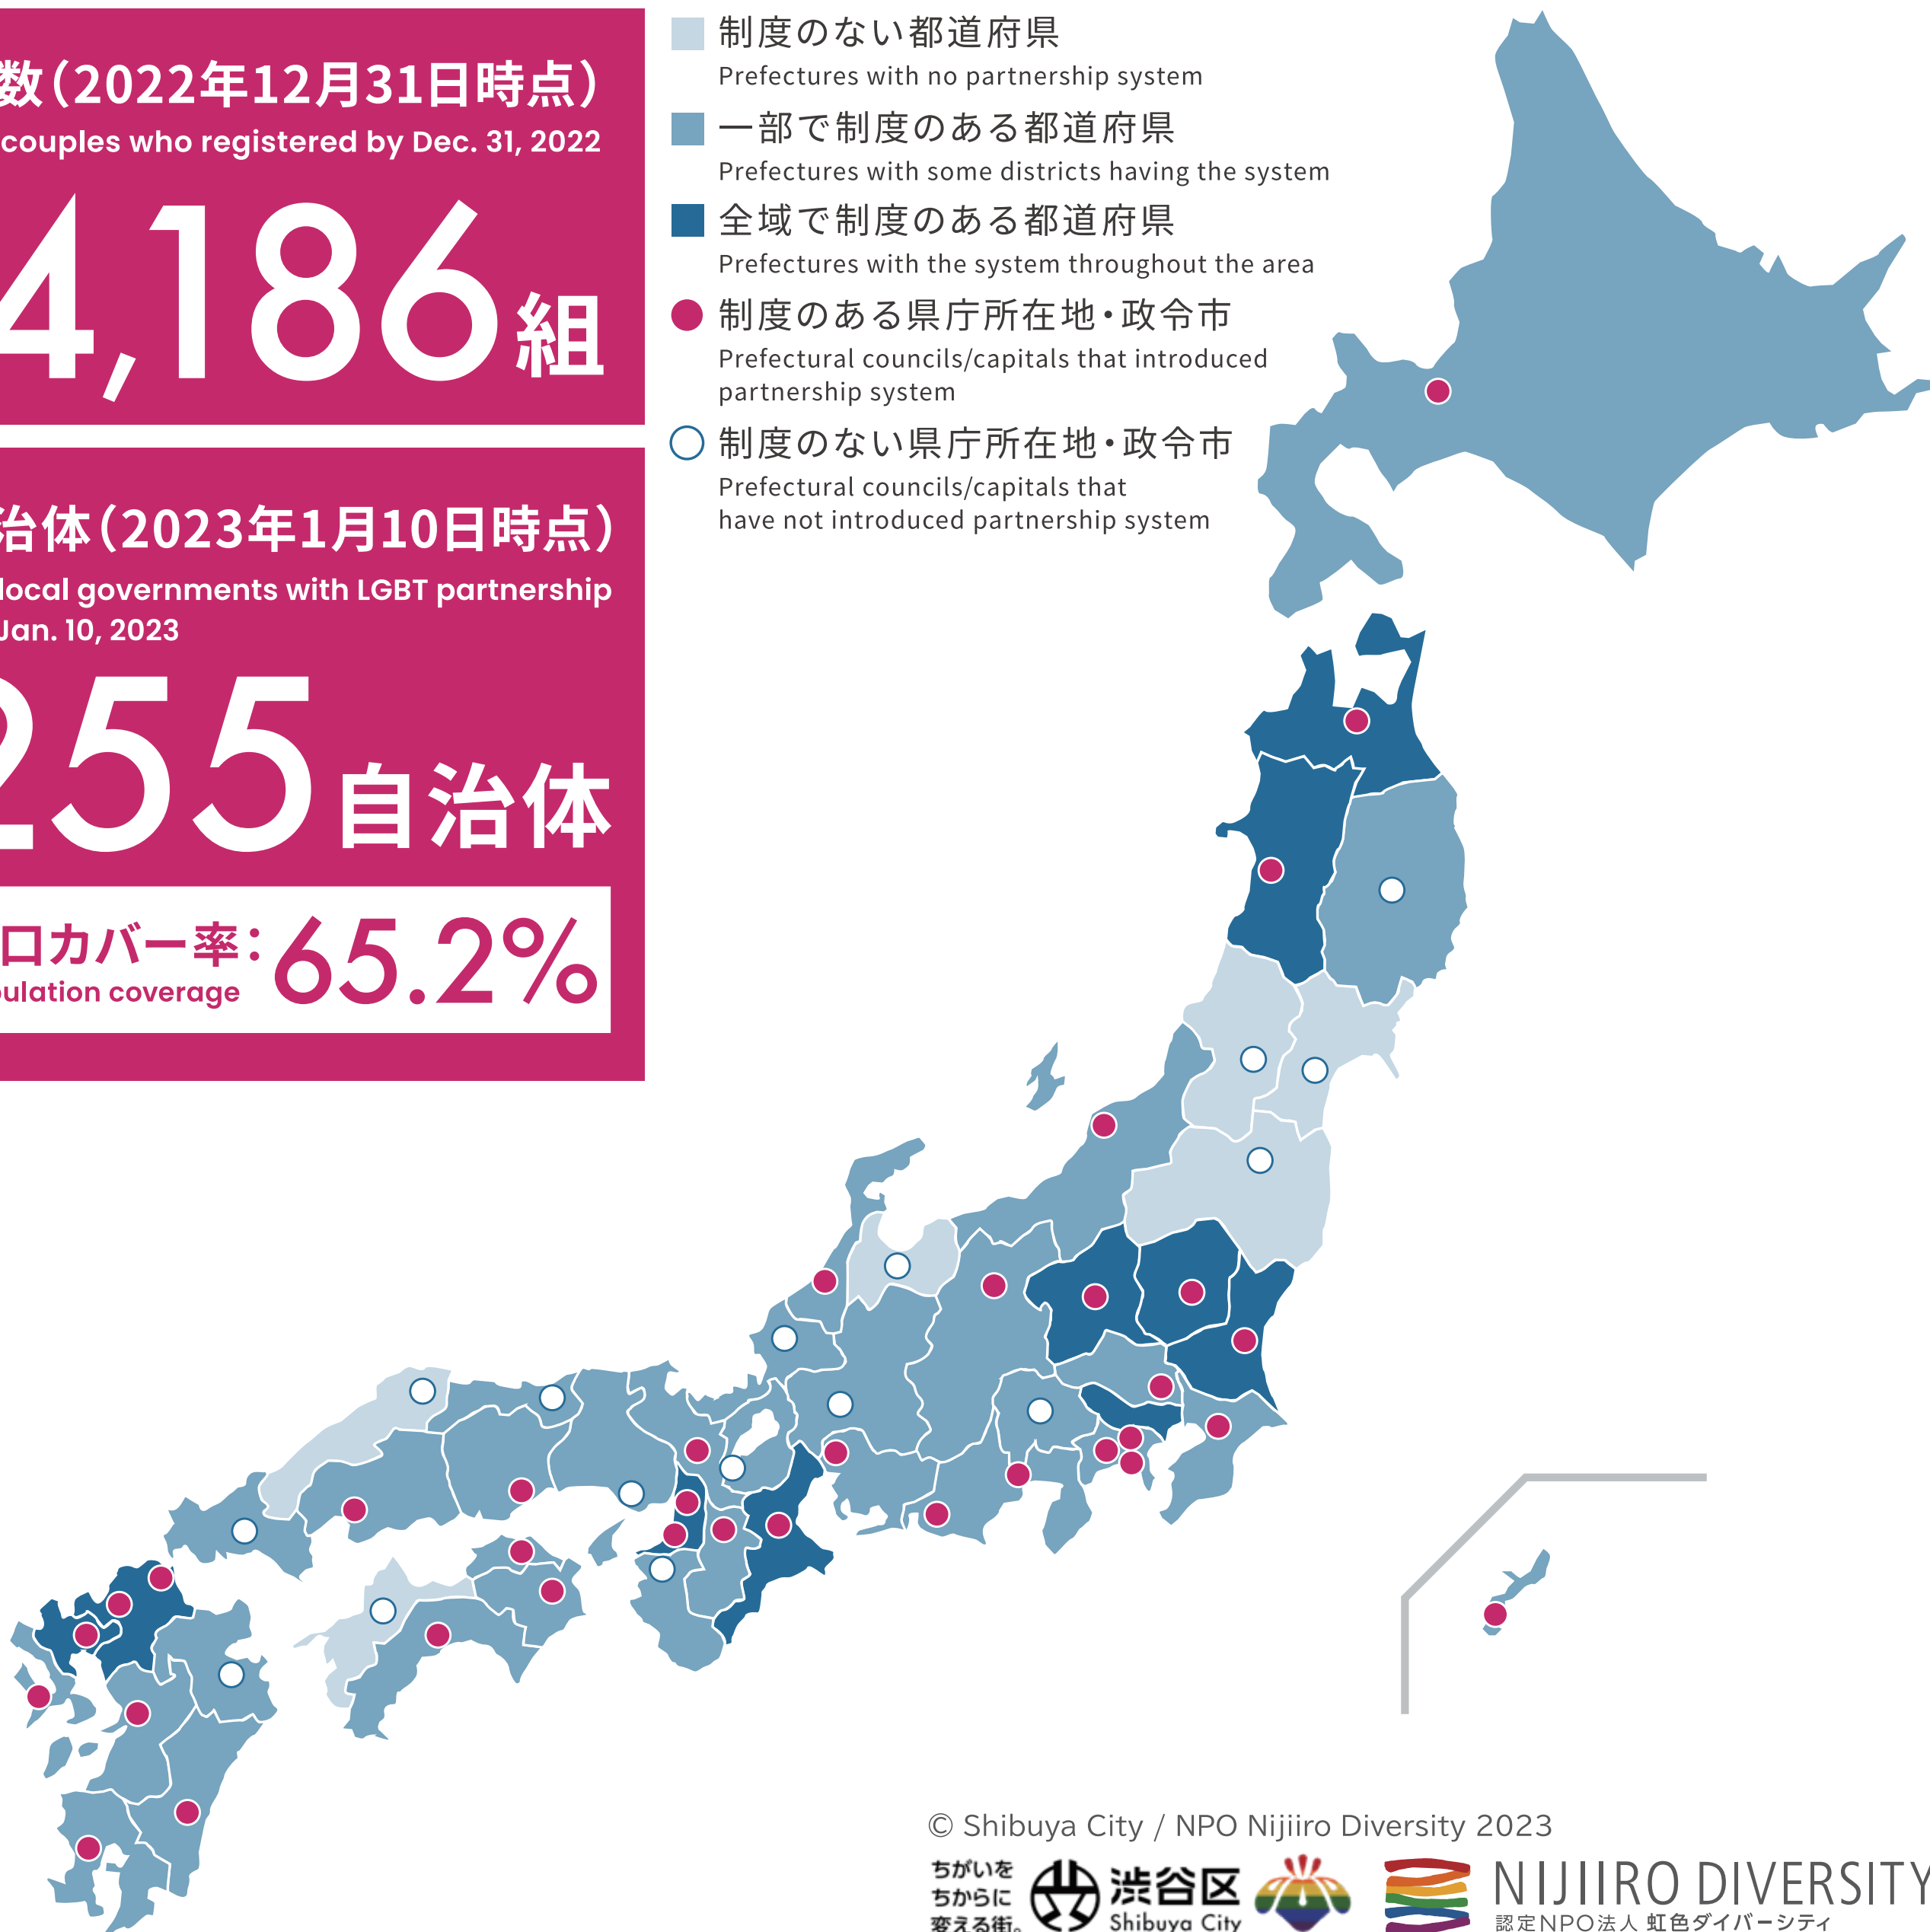 数（2022年12月31日時点）
couples who registered by Dec. 31, 2022
4,186組
治体（2023年1月10日時点）
local governments with LGBT partnership
Jan. 10, 2023
255自治体
口カバー率：65.2%
pulation coverage
制度のない都道府県
Prefectures with no partnership system
一部で制度のある都道府県
Prefectures with some districts having the system
全域で制度のある都道府県
Prefectures with the system throughout the area
制度のある県庁所在地・政令市
Prefectural councils/capitals that introduced
partnership system
制度のない県庁所在地・政令市
Prefectural councils/capitals that
have not introduced partnership system
© Shibuya City / NPO Nijiiro Diversity 2023
ちがいを
ちからに
変える街。
渋谷区
Shibuya City
NIJIIRO DIVERSITY
認定NPO法人 虹色ダイバーシティ